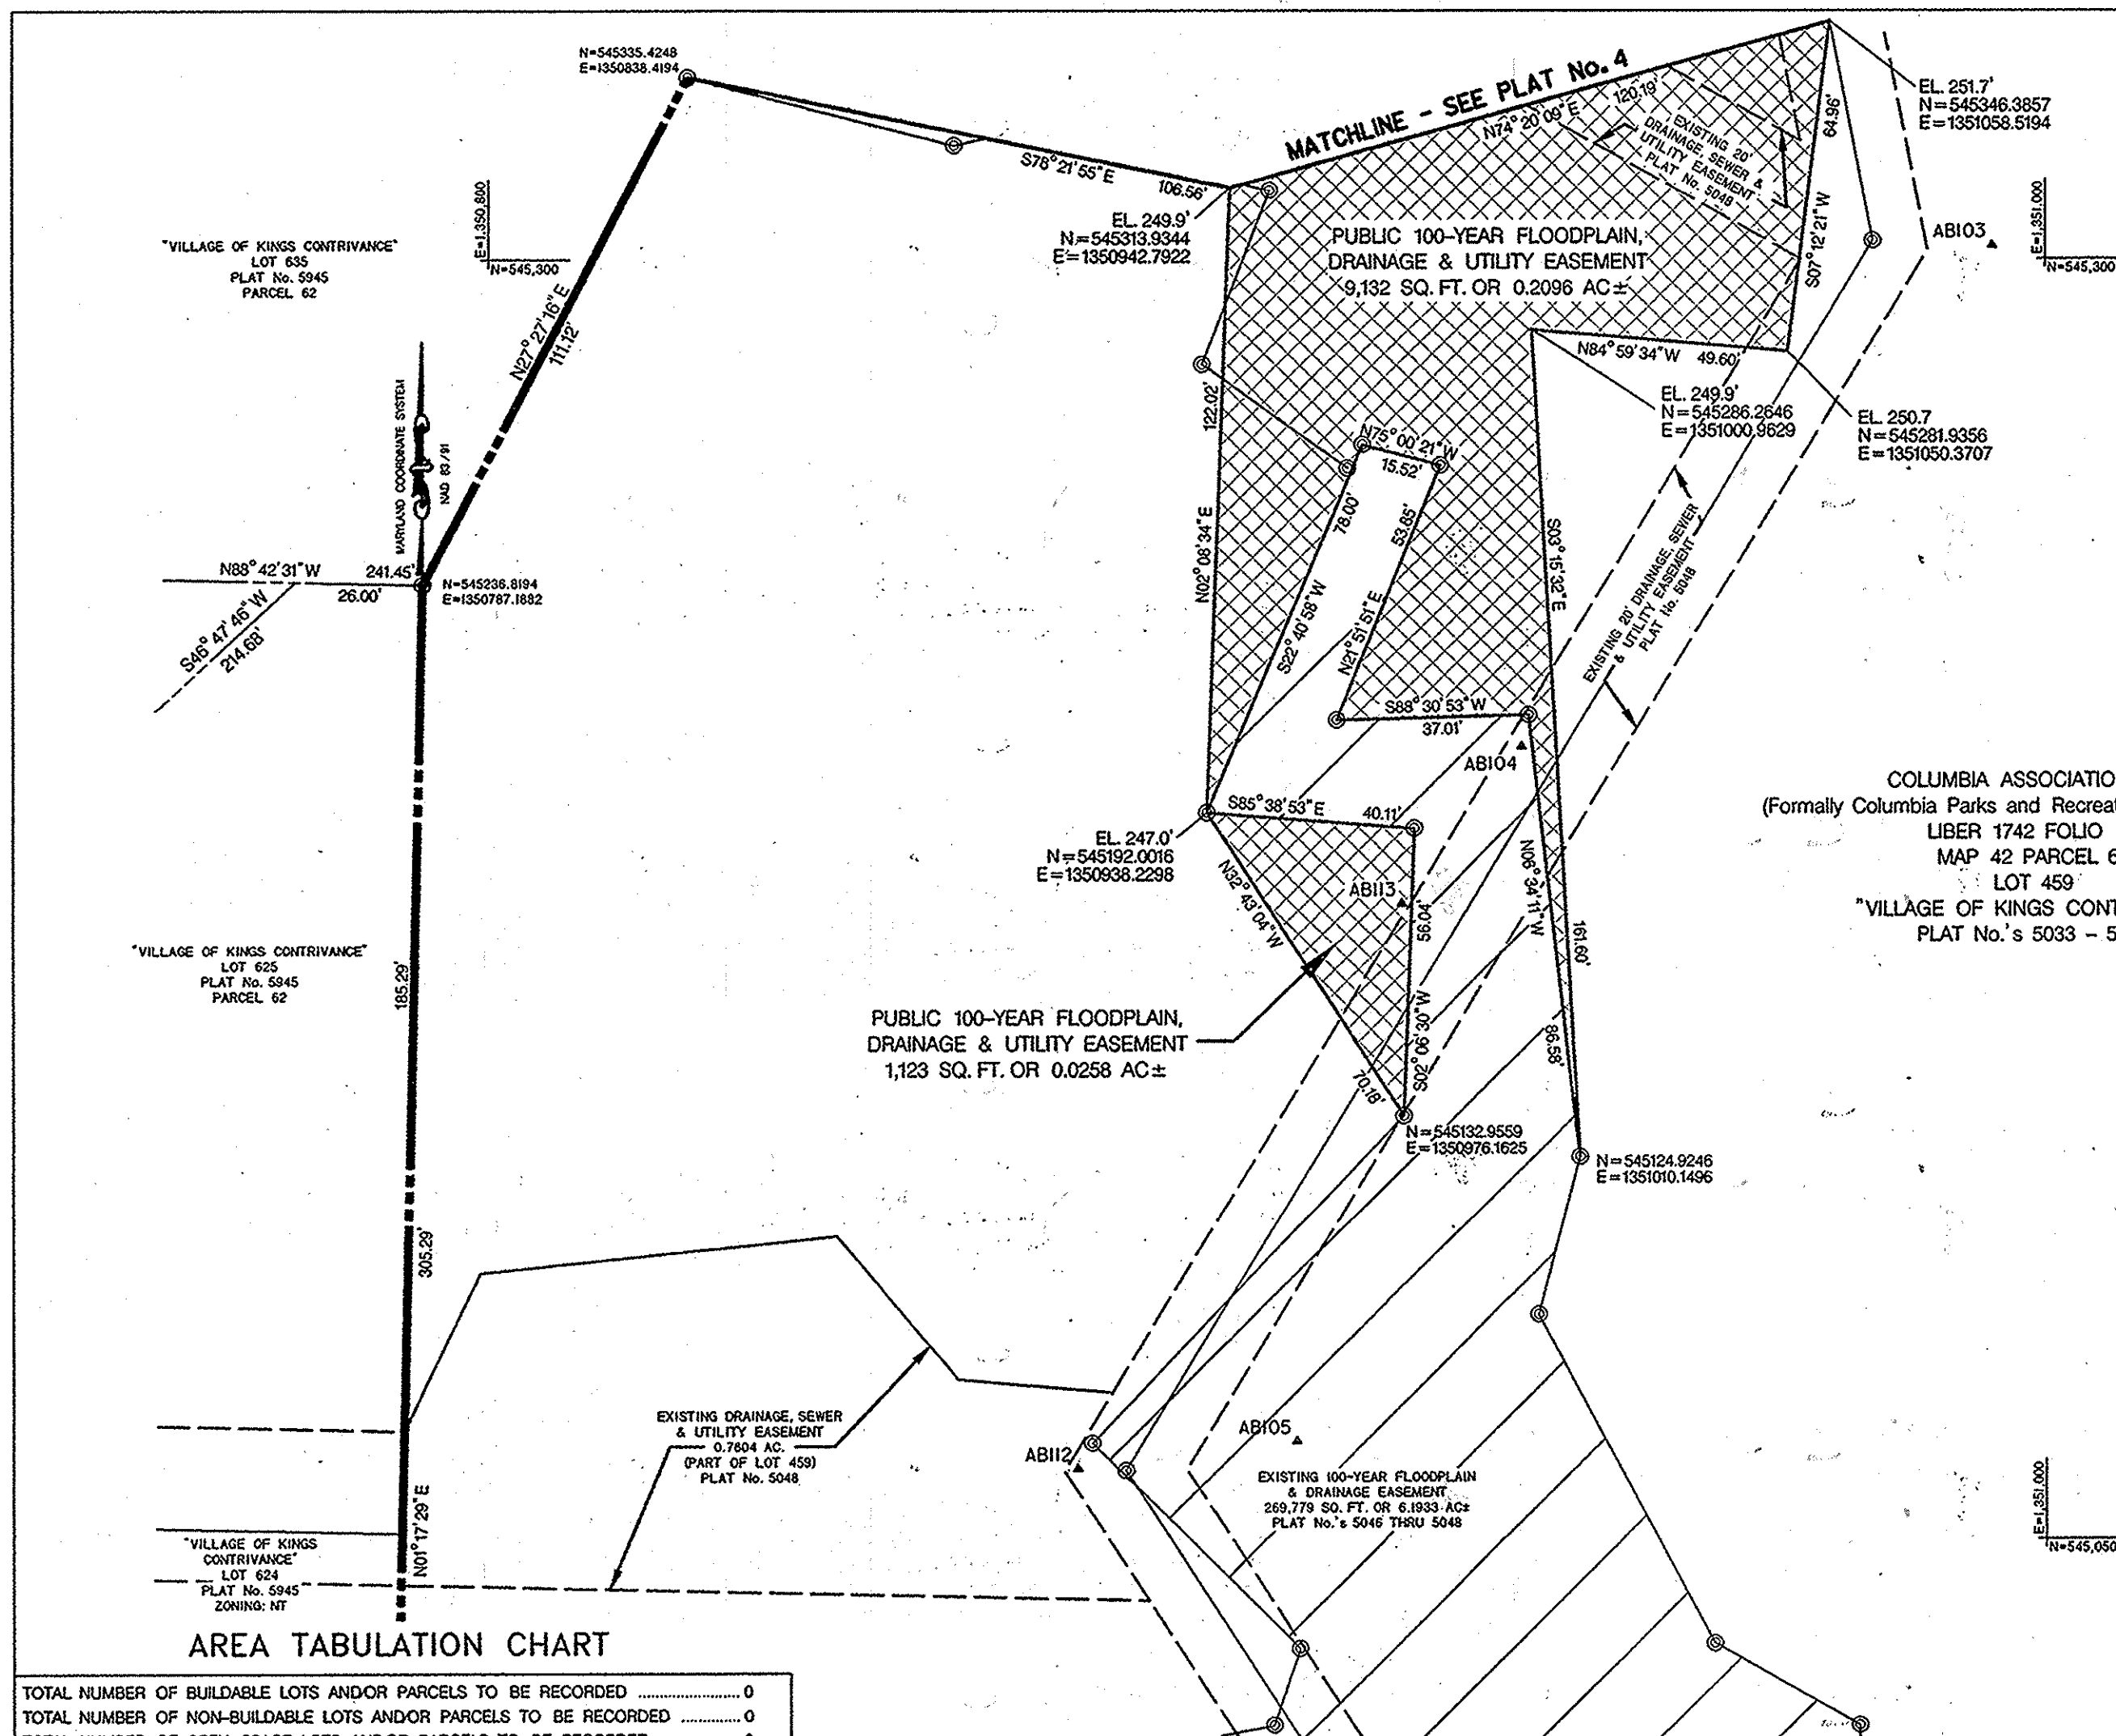 N=545335.4248
E=1350838.4194
MATCHLINE - SEE PLAT No. 4
N74°20'09"E 120.19'
S78°21'55"E 106.56'
EL. 251.7'
N=545346.3857
E=1351058.5194
64.96'
S07°12'21"W
EXISTING 20'
DRAINAGE, SEWER &
UTILITY EASEMENT
PLAT No. 5048
AB103
E=1,351,000
N=545,300
E=1,350,800
N=545,300
"VILLAGE OF KINGS CONTRIVANCE"
LOT 635
PLAT No. 5945
PARCEL 62
EL. 249.9'
N=545313.9344
E=1350942.7922
PUBLIC 100-YEAR FLOODPLAIN,
DRAINAGE & UTILITY EASEMENT
9,132 SQ. FT. OR 0.2096 AC±
N27°27'16"E
111.12'
N84°59'34"W 49.60'
EL. 249.9'
N=545286.2646
E=1351000.9629
EL. 250.7
N=545281.9356
E=1351050.3707
MARYLAND COORDINATE SYSTEM
NAD 83/91
122.02'
N02°08'34"E
N75°00'21"W
15.52'
78.00'
S22°40'58"W
53.85'
N21°51'51"E
S03°15'32"E
161.60'
EXISTING 20' DRAINAGE, SEWER
& UTILITY EASEMENT
PLAT No. 5048
N88°42'31"W 241.45'
26.00'
N=545236.8194
E=1350787.1882
S46°47'46"W
214.68'
S88°30'53"W
37.01'
AB104
COLUMBIA ASSOCIATIO
(Formally Columbia Parks and Recreat
LIBER 1742 FOLIO
MAP 42 PARCEL 6
LOT 459
"VILLAGE OF KINGS CONT
PLAT No.'s 5033 - 5
S85°38'53"E 40.11'
EL. 247.0'
N=545192.0016
E=1350938.2298
N32°43'04"W
70.18'
AB113
56.04'
S02°06'30"W
N06°34'11"W
86.58'
"VILLAGE OF KINGS CONTRIVANCE"
LOT 625
PLAT No. 5945
PARCEL 62
185.29'
PUBLIC 100-YEAR FLOODPLAIN,
DRAINAGE & UTILITY EASEMENT
1,123 SQ. FT. OR 0.0258 AC±
N=545132.9559
E=1350976.1625
N=545124.9246
E=1351010.1496
305.29'
N01°17'29"E
EXISTING DRAINAGE, SEWER
& UTILITY EASEMENT
0.7604 AC.
(PART OF LOT 459)
PLAT No. 5048
AB112
AB105
EXISTING 100-YEAR FLOODPLAIN
& DRAINAGE EASEMENT
269,779 SQ. FT. OR 6.1933 AC±
PLAT No.'s 5046 THRU 5048
E=1,351,000
N=545,050
"VILLAGE OF KINGS
CONTRIVANCE"
LOT 624
PLAT No. 5945
ZONING: NT
AREA TABULATION CHART
TOTAL NUMBER OF BUILDABLE LOTS AND\OR PARCELS TO BE RECORDED ....................... 0
TOTAL NUMBER OF NON-BUILDABLE LOTS AND\OR PARCELS TO BE RECORDED ............. 0